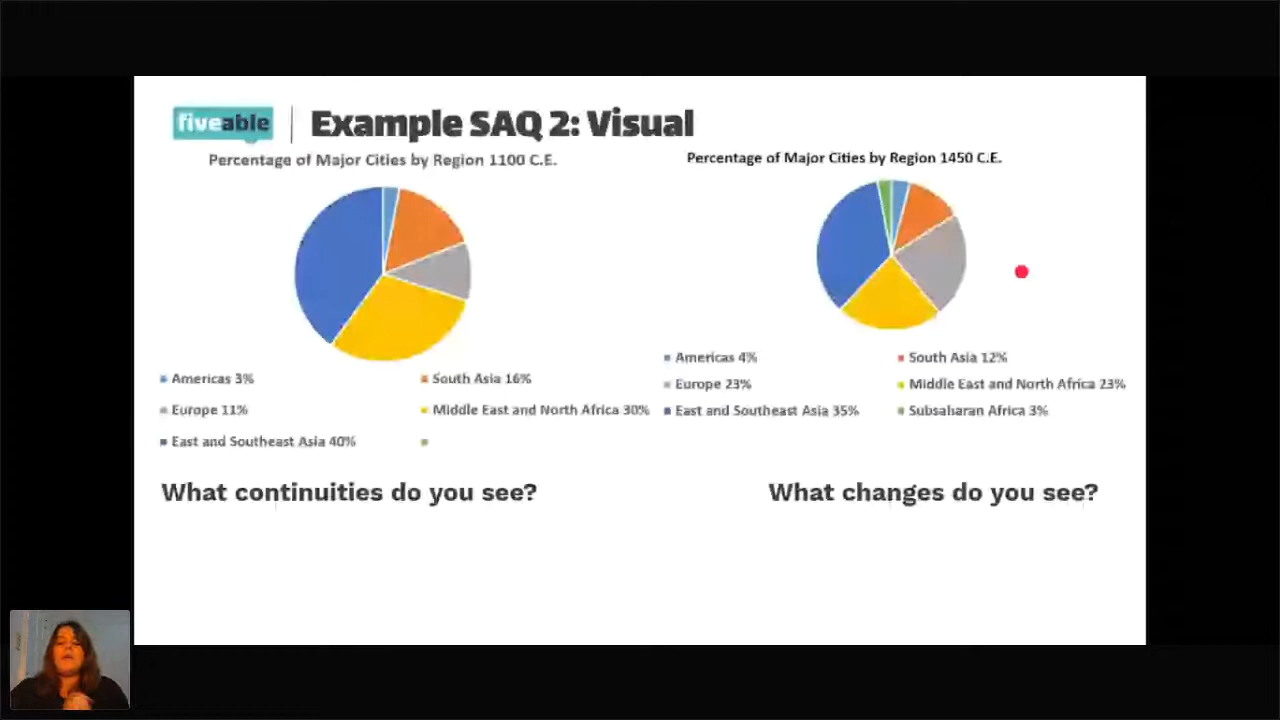 fiveable
Example SAQ 2: Visual
Percentage of Major Cities by Region 1100 C.E.
Americas 3%
South Asia 16%
Europe 11%
Middle East and North Africa 30%
East and Southeast Asia 40%
Percentage of Major Cities by Region 1450 C.E.
Americas 4%
South Asia 12%
Europe 23%
Middle East and North Africa 23%
East and Southeast Asia 35%
Subsaharan Africa 3%
What continuities do you see?
What changes do you see?